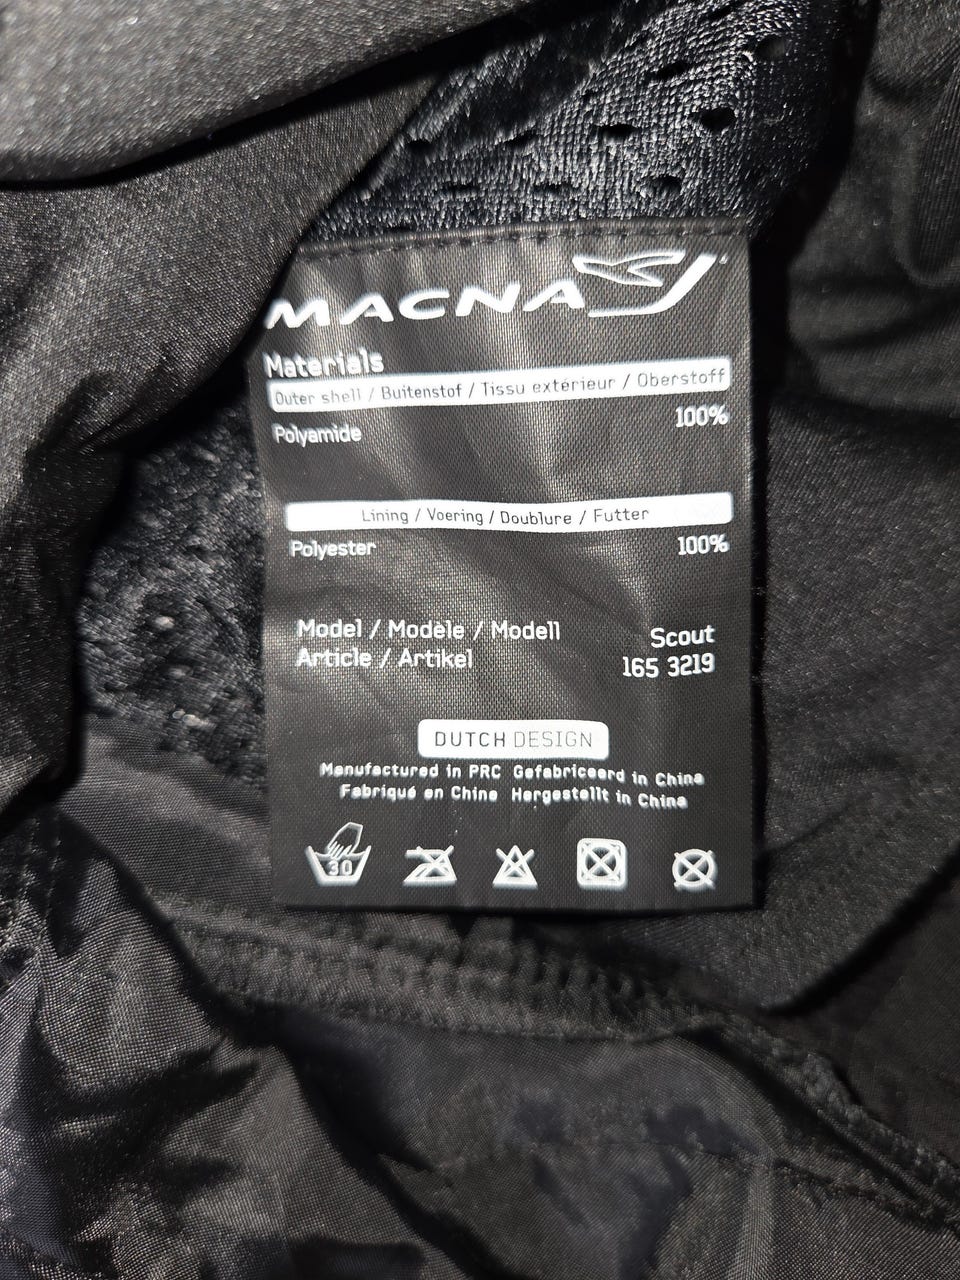 MACNA
Materials
Outer shell / Buitenstof / Tissu extérieur / Oberstoff
Polyamide 100%
Lining / Voering / Doublure / Futter
Polyester 100%
Model / Modèle / Modell Scout
Article / Artikel 165 3219
DUTCH DESIGN
Manufactured in PRC Gefabriceerd in China
Fabriqué en Chine Hergestellt in China
30